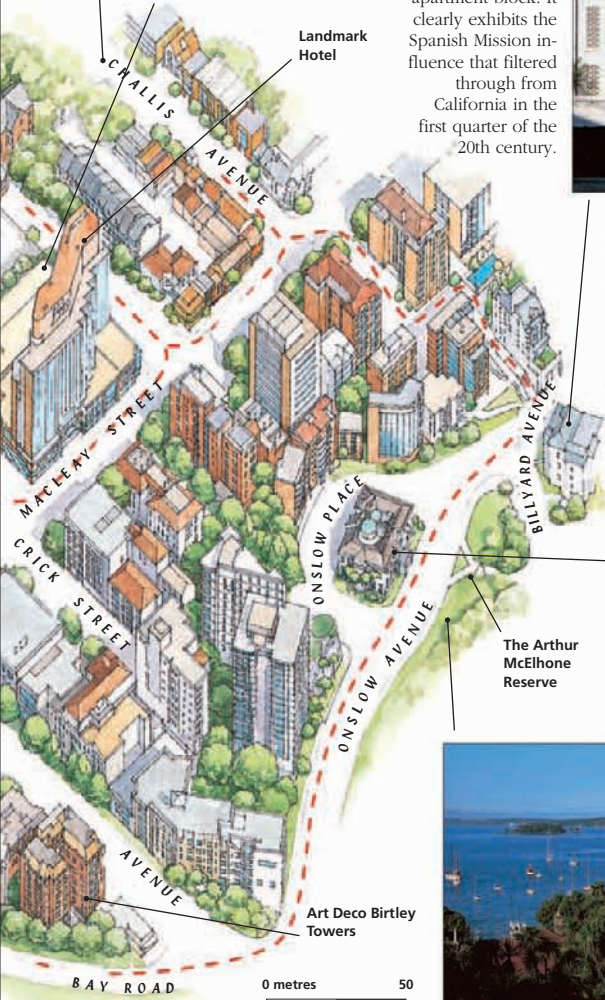 apartment block. It
clearly exhibits the
Spanish Mission in-
fluence that filtered
through from
California in the
first quarter of the
20th century.
Landmark
Hotel
CHALLIS
AVENUE
MACLEAY STREET
BILLYARD AVENUE
ONSLOW PLACE
CRICK
STREET
ONSLOW AVENUE
The Arthur
McElhone
Reserve
AVENUE
Art Deco Birtley
Towers
BAY ROAD
0 metres 50